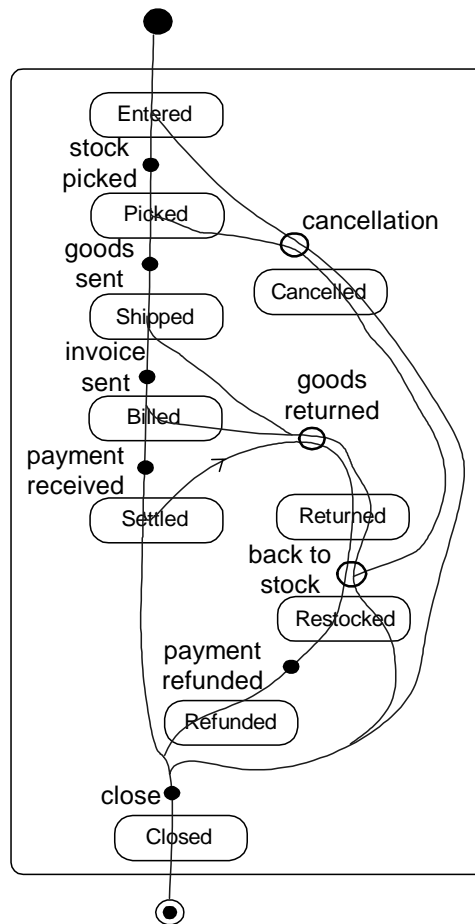 Entered
stock
picked
Picked
cancellation
goods
sent
Cancelled
Shipped
invoice
sent
goods
returned
Billed
payment
received
Settled
Returned
back to
stock
Restocked
payment
refunded
Refunded
close
Closed